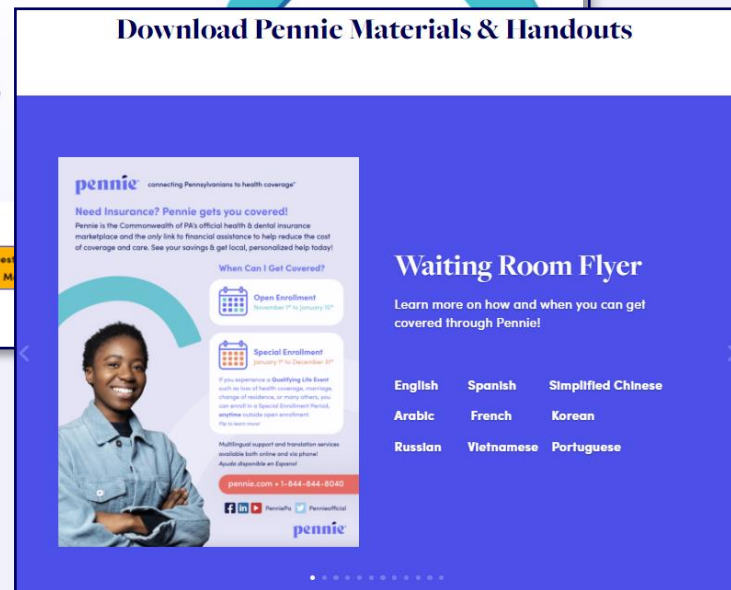 Download Pennie Materials & Handouts
pennie connecting Pennsylvanians to health coverage
Need Insurance? Pennie gets you covered!
Pennie is the Commonwealth of PA's official health & dental insurance
marketplace and the only link to financial assistance to help reduce the cost
of coverage and care. See your savings & get local, personalized help today!
When Can I Get Covered?
Open Enrollment
November 1st to January 15th
Special Enrollment
January 1st to December 31st
If you experience a Qualifying Life Event
such as loss of health coverage, marriage,
change of residence, or many others, you
can enroll in a Special Enrollment Period,
anytime outside open enrollment
Flip to learn more!
Multilingual support and translation services
available both online and via phone!
Ayuda disponible en Espanol
pennie.com • 1-844-844-8040
PenniePa Pennieofficial
pennie
Waiting Room Flyer
Learn more on how and when you can get
covered through Pennie!
English Spanish Simplified Chinese
Arabic French Korean
Russian Vietnamese Portuguese